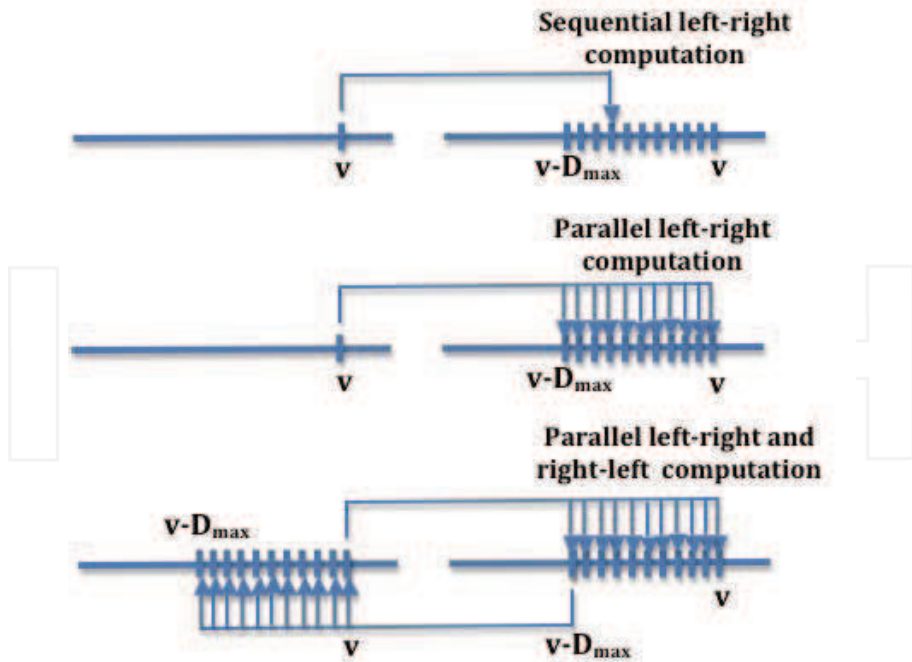 Sequential left-right
computation
v
v-Dmax
v
Parallel left-right
computation
v
v-Dmax
v
Parallel left-right and
right-left computation
v-Dmax
v
v
v-Dmax